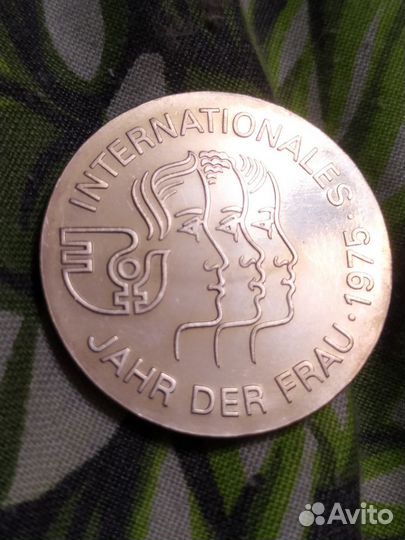 INTERNATIONALES
JAHR DER FRAU · 1975 ·
Avito